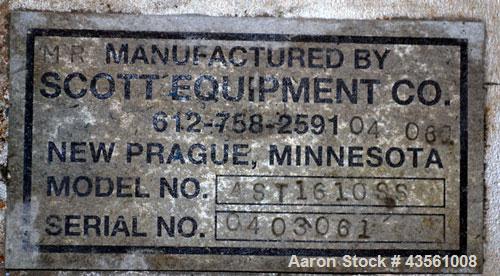 MR MANUFACTURED BY
SCOTT EQUIPMENT CO.
612-758-2591 04 06
NEW PRAGUE, MINNESOTA
MODEL NO. AST1610SS
SERIAL NO. 0403061
Aaron Stock # 43561008